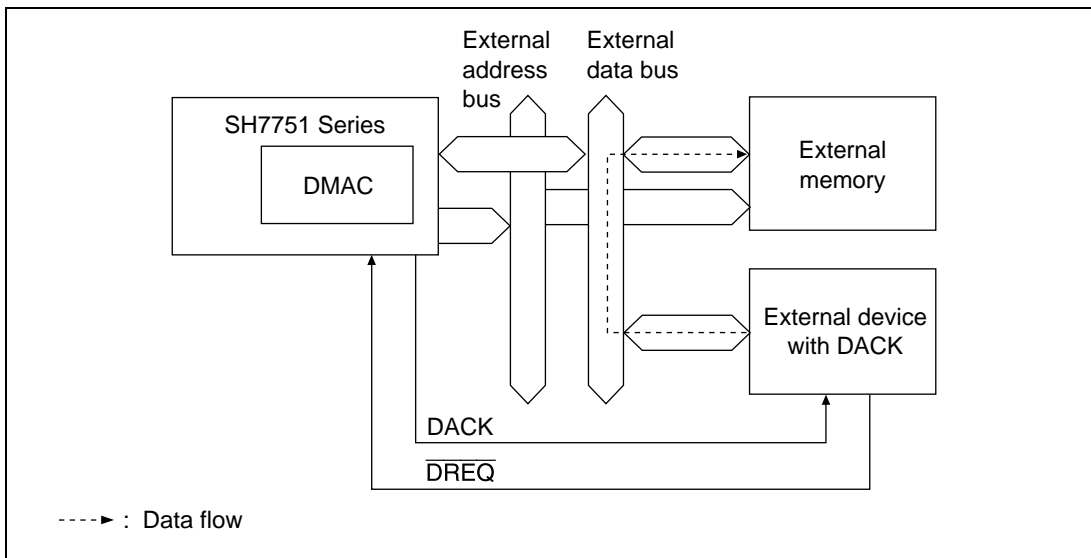 External
address
bus
External
data bus
SH7751 Series
DMAC
External
memory
External device
with DACK
DACK
DREQ
: Data flow